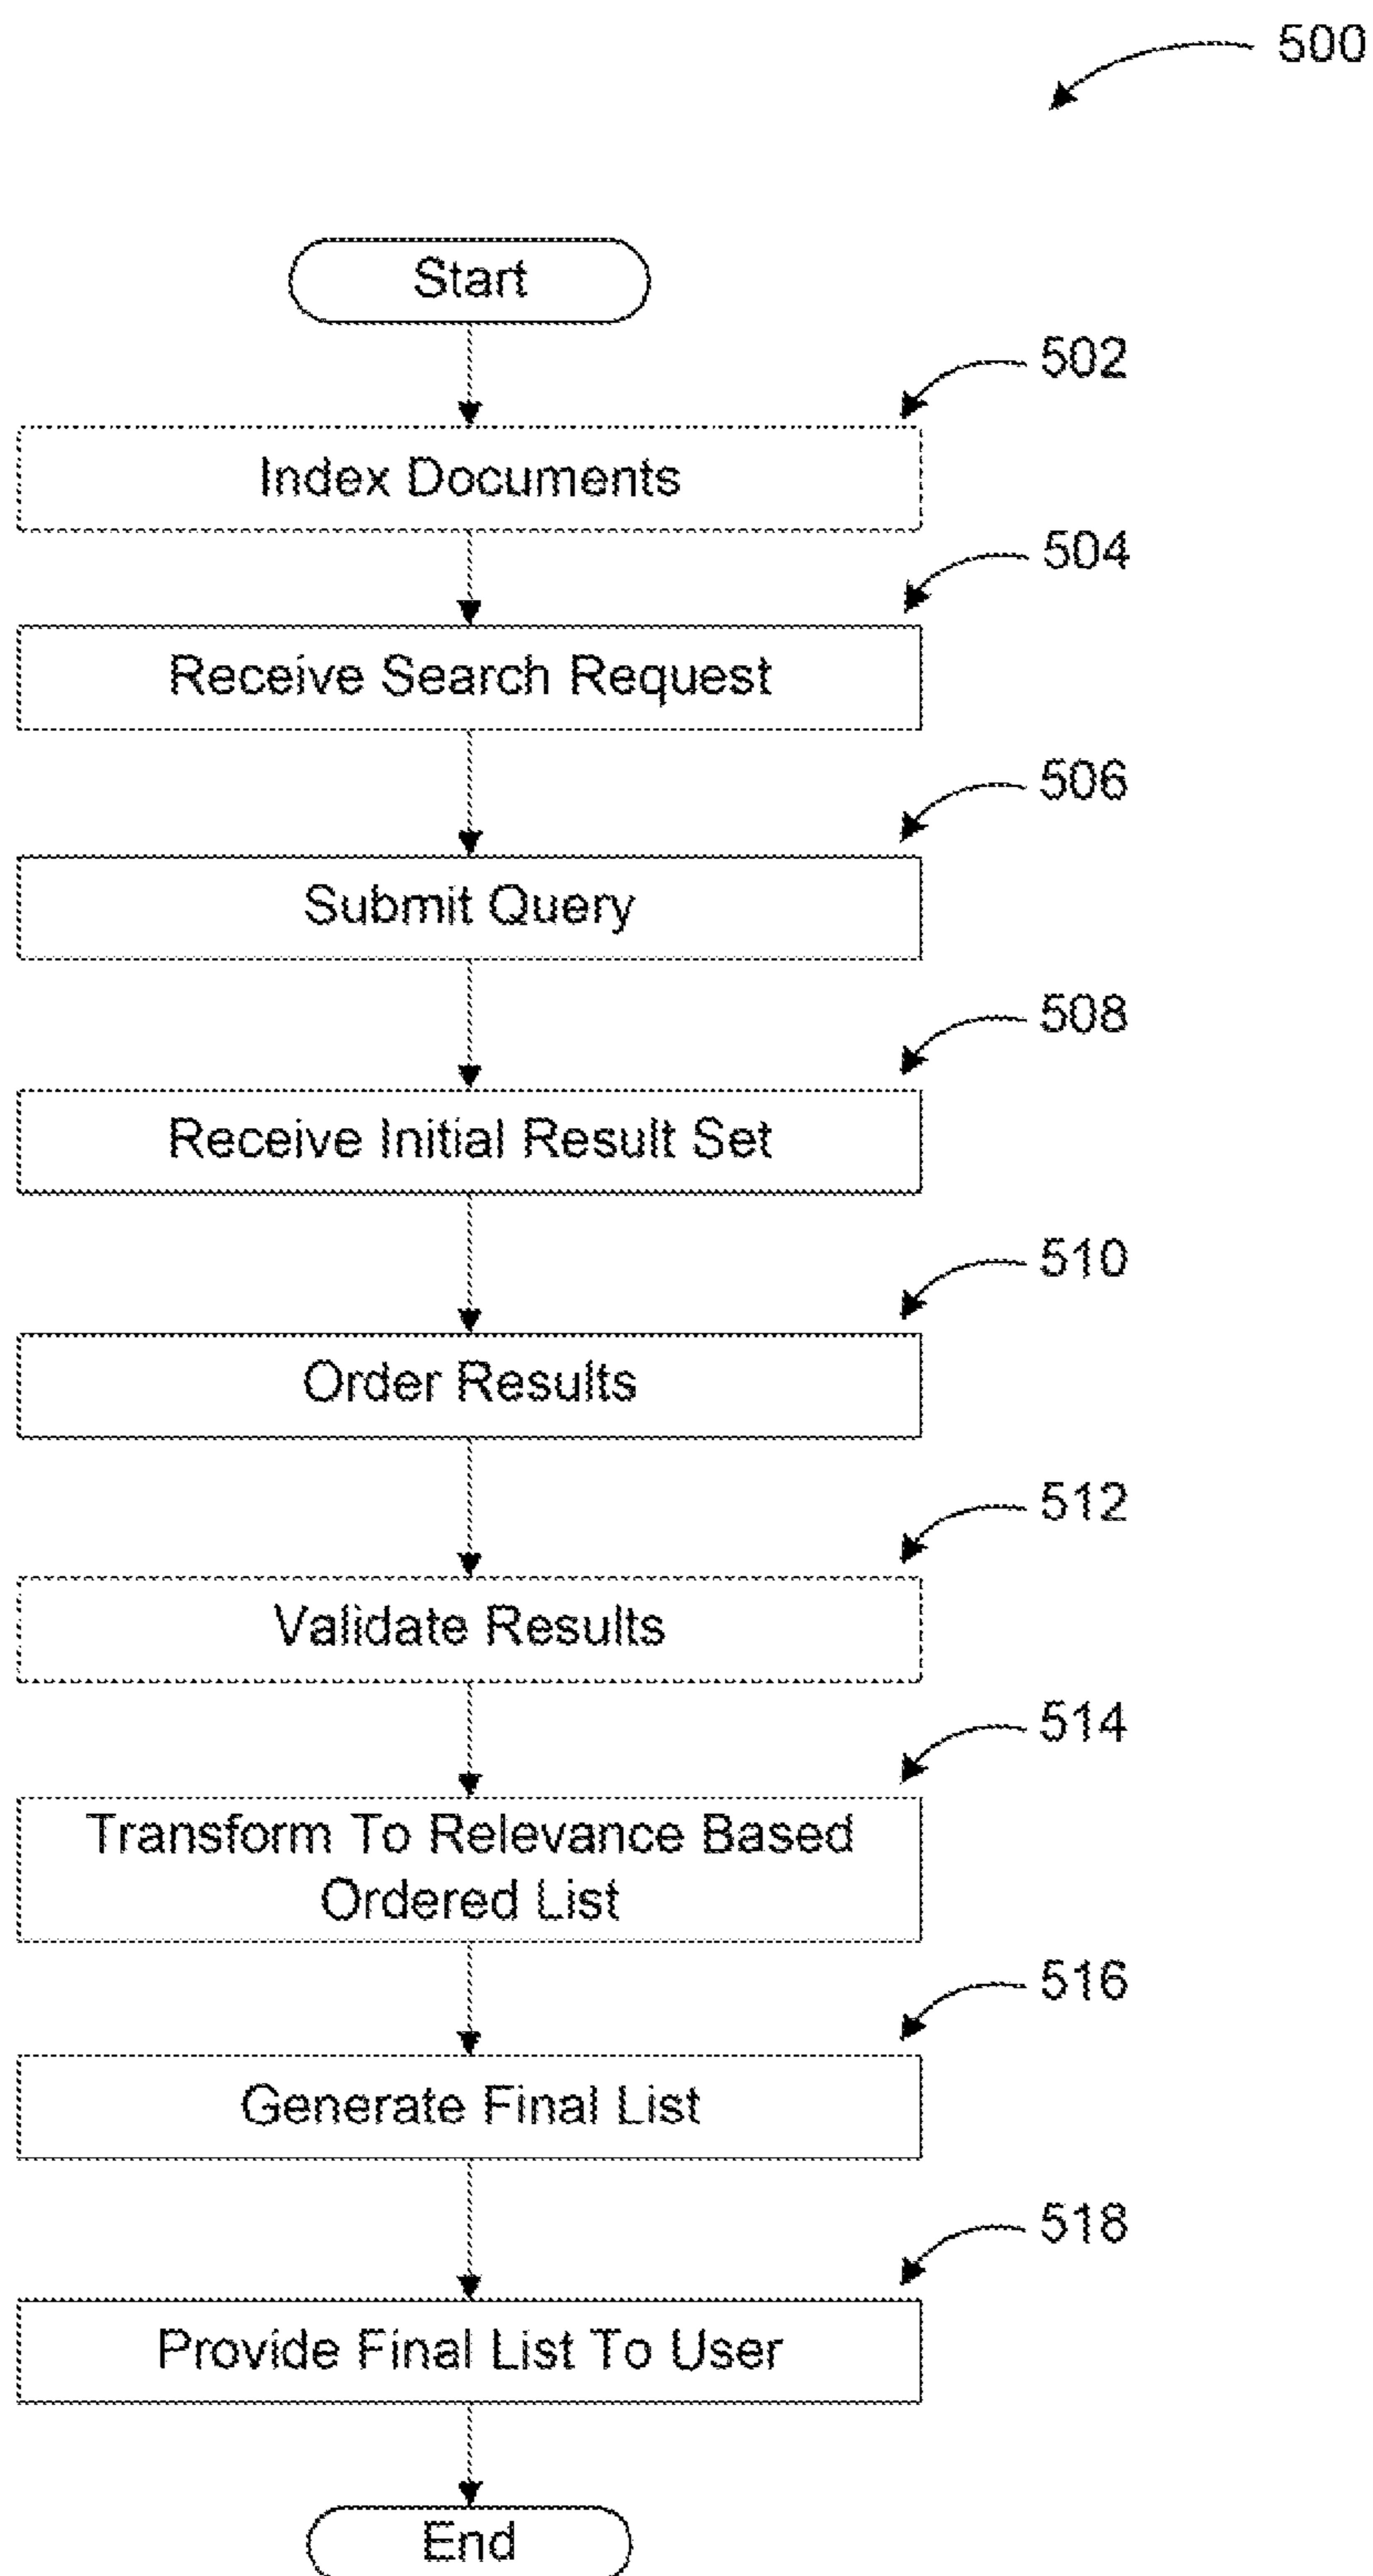 500
Start
502
Index Documents
504
Receive Search Request
506
Submit Query
508
Receive Initial Result Set
510
Order Results
512
Validate Results
514
Transform To Relevance Based
Ordered List
516
Generate Final List
518
Provide Final List To User
End